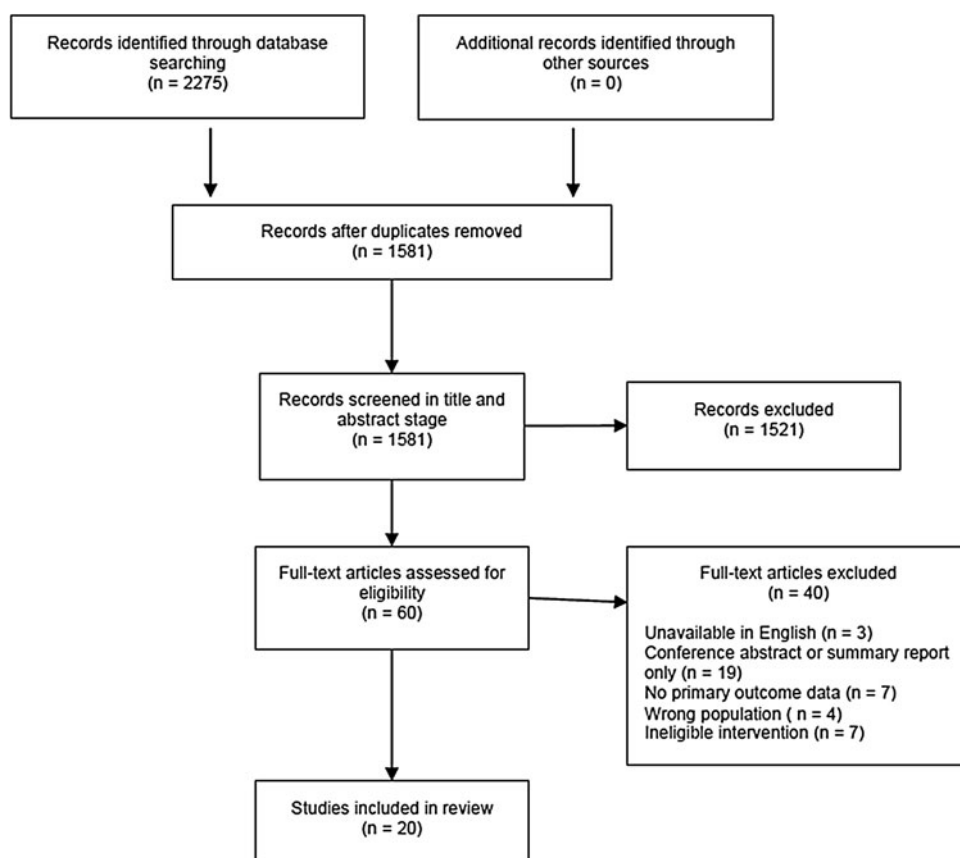 Records identified through database
searching
(n = 2275)
Additional records identified through
other sources
(n = 0)
Records after duplicates removed
(n = 1581)
Records screened in title and
abstract stage
(n = 1581)
Records excluded
(n = 1521)
Full-text articles assessed for
eligibility
(n = 60)
Full-text articles excluded
(n = 40)
Unavailable in English (n = 3)
Conference abstract or summary report
only (n = 19)
No primary outcome data (n = 7)
Wrong population ( n = 4)
Ineligible intervention (n = 7)
Studies included in review
(n = 20)